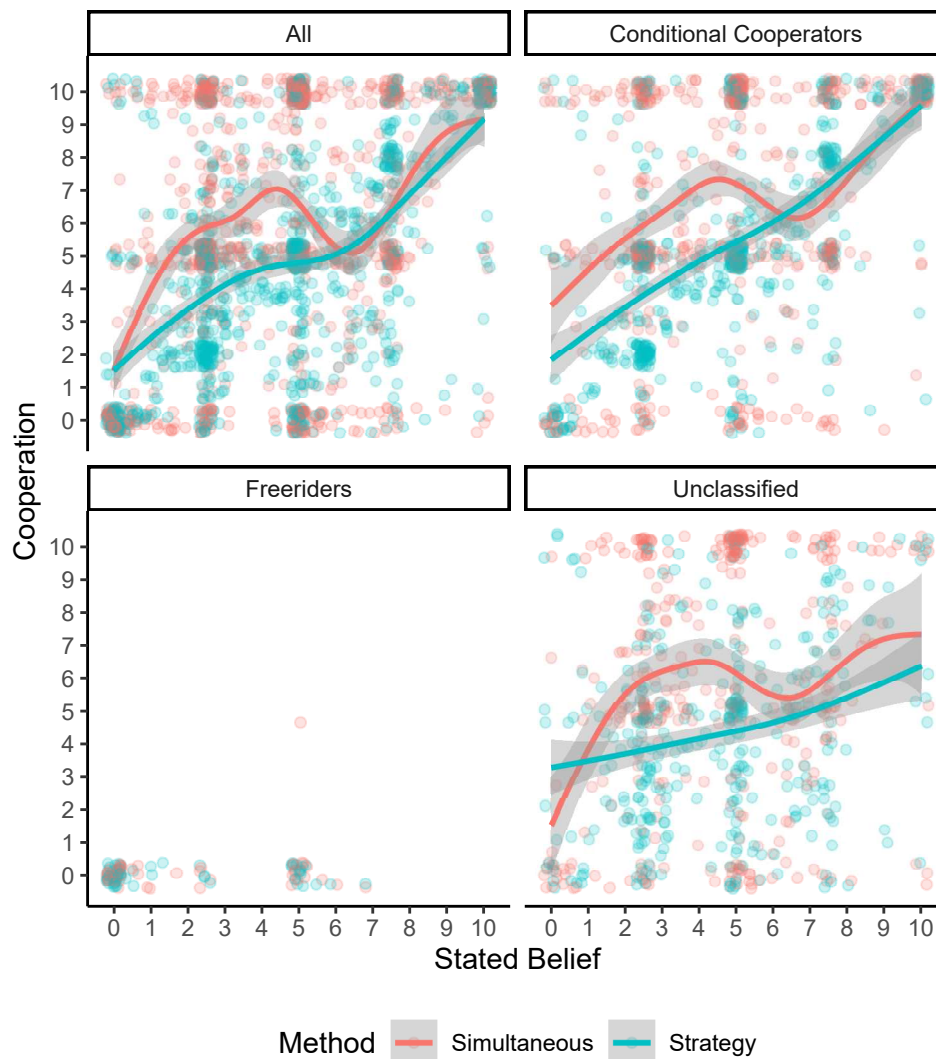 All
Conditional Cooperators
10
9
8
7
6
5
4
3
2
1
0
Cooperation
Freeriders
Unclassified
10
9
8
7
6
5
4
3
2
1
0
0 1 2 3 4 5 6 7 8 9 10
0 1 2 3 4 5 6 7 8 9 10
Stated Belief
Method Simultaneous Strategy